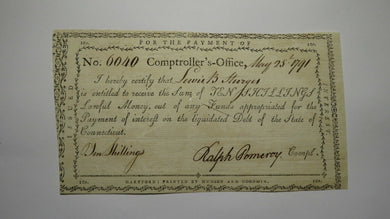 FOR THE PAYMENT OF
No. 6040 Comptroller's-Office, May 25 1791
I hereby certify that Lewis B. Sturges
is entitled to receive the Sum of TEN SHILLINGS
Lawful Money, out of any Funds appropriated for the
Payment of interest on the liquidated Debt of the State of
Connecticut.
Ten Shillings Ralph Pomeroy Compt.
HARTFORD: PRINTED BY HUDSON AND GOODWIN.